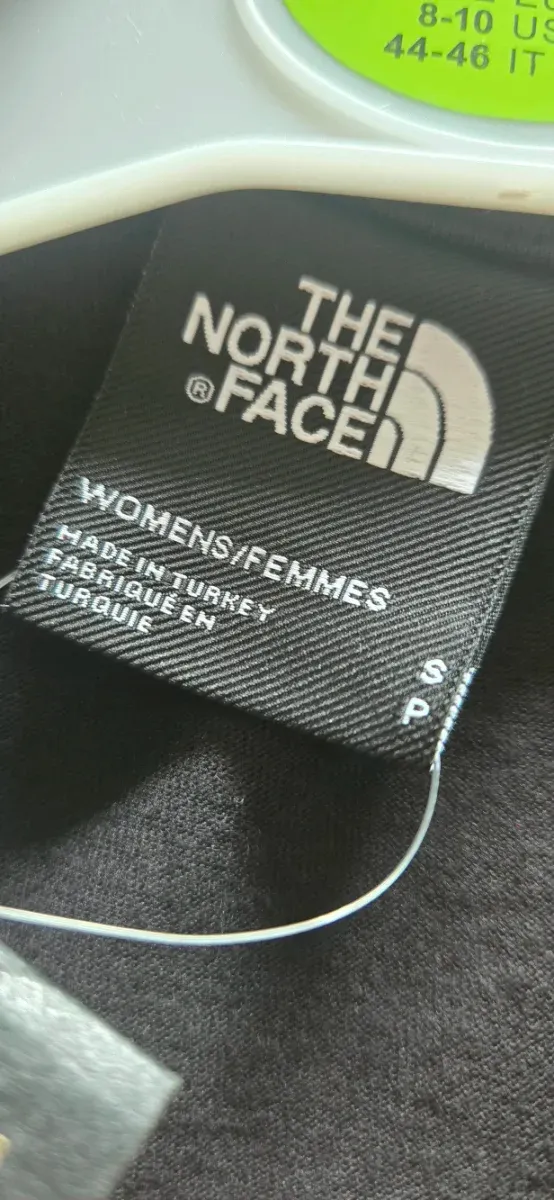 8-10 US
44-46 IT
THE
NORTH
®FACE
WOMENS/FEMMES
MADE IN TURKEY
FABRIQUÉ EN
TURQUIE
S
P